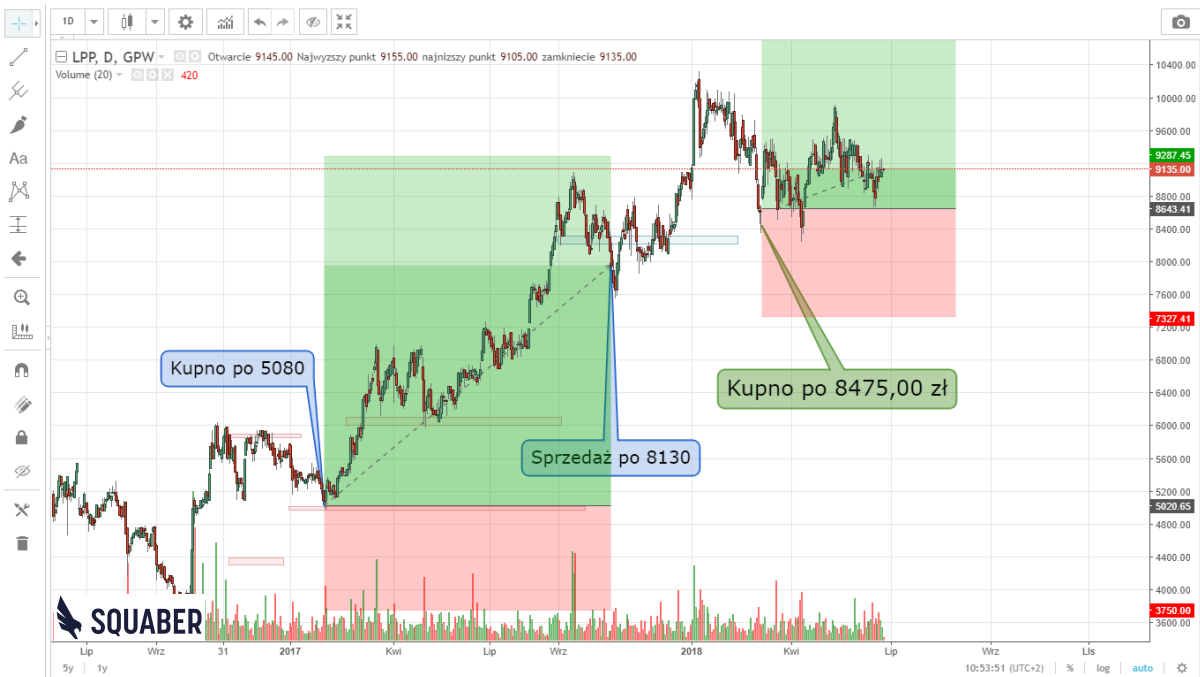 1D
LPP, D, GPW Otwarcie 9145.00 Najwyzszy punkt 9155.00 najnizszy punkt 9105.00 zamkniecie 9135.00
Volume (20) 420
Aa
10400.00
10000.00
9600.00
9287.45
9135.00
8800.00
8643.41
8400.00
8000.00
7600.00
7327.41
7200.00
6800.00
6400.00
6000.00
5600.00
5200.00
5020.65
4800.00
4400.00
4000.00
3750.00
3600.00
Kupno po 5080
Kupno po 8475,00 zł
Sprzedaż po 8130
SQUABER
Lip Wrz 31 2017 Kwi Lip Wrz 2018 Kwi Lip Wrz LIs
5y 1y 10:53:51 (UTC+2) % log auto